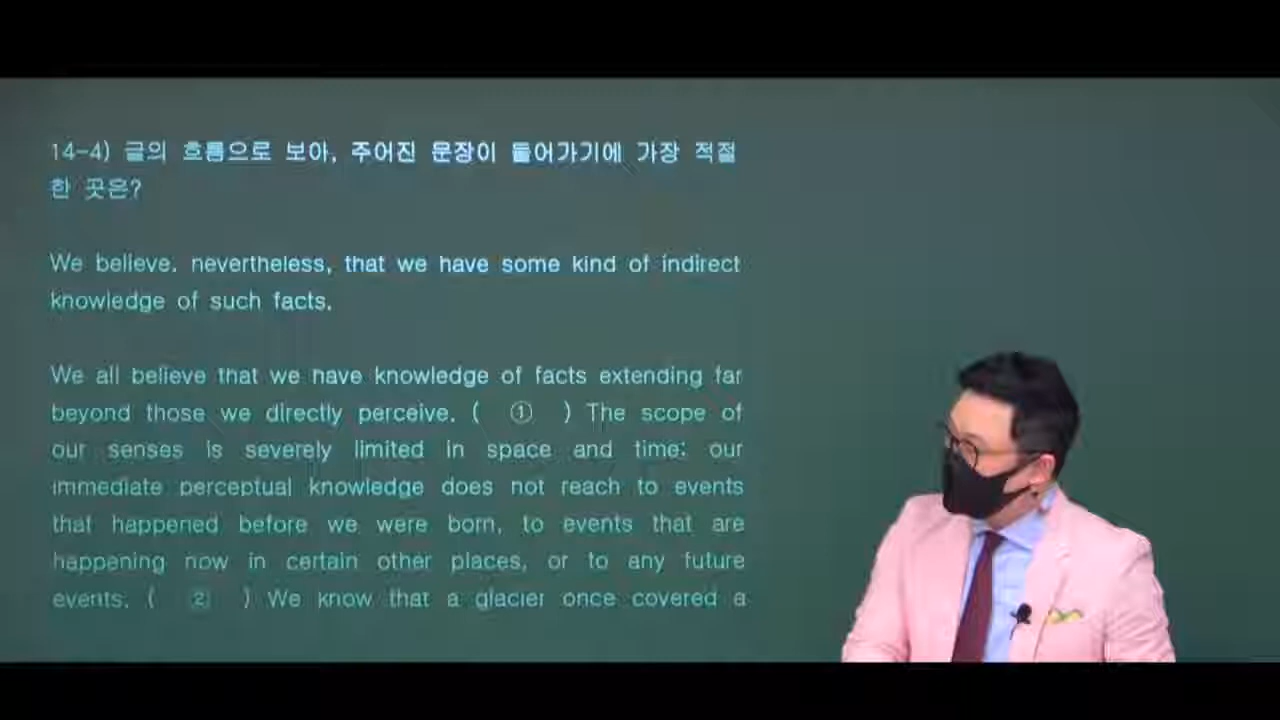 14-4) 글의 흐름으로 보아, 주어진 문장이 들어가기에 가장 적절
한 곳은?
We believe, nevertheless, that we have some kind of indirect
knowledge of such facts.
We all believe that we have knowledge of facts extending far
beyond those we directly perceive. ( ① ) The scope of
our senses is severely limited in space and time: our
immediate perceptual knowledge does not reach to events
that happened before we were born, to events that are
happening now in certain other places, or to any future
events. ( ② ) We know that a glacier once covered a